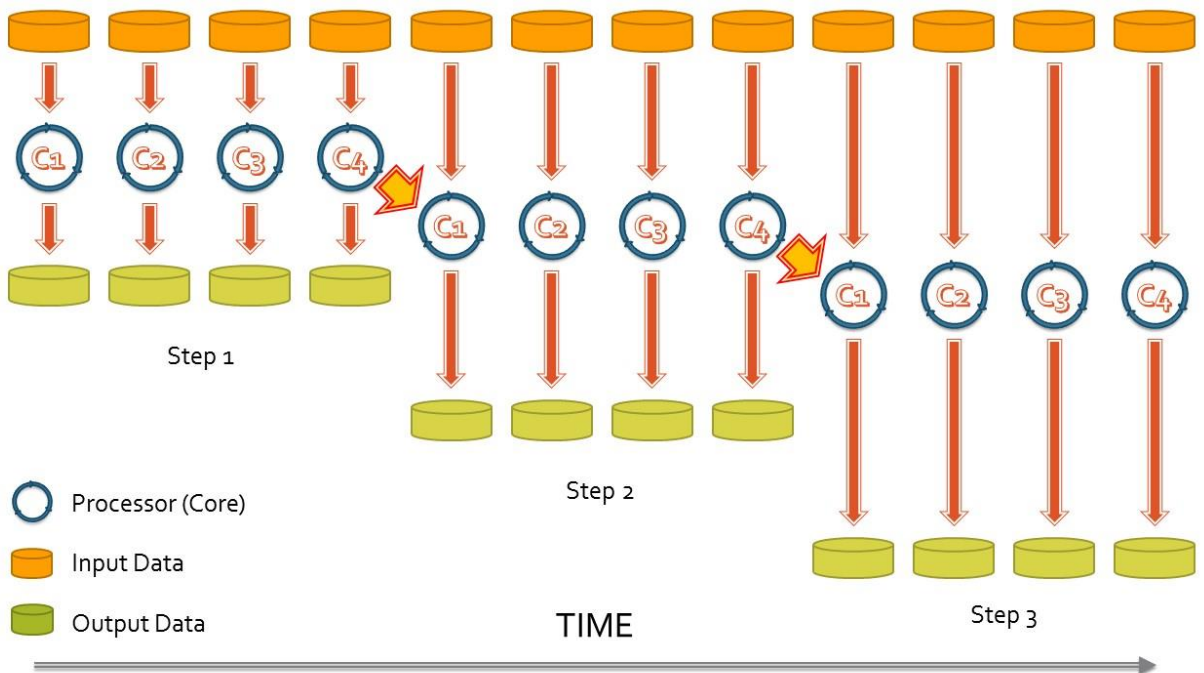 C1 C2 C3 C4
C1 C2 C3 C4
C1 C2 C3 C4
Step 1
Step 2
Processor (Core)
Input Data
Step 3
Output Data
TIME